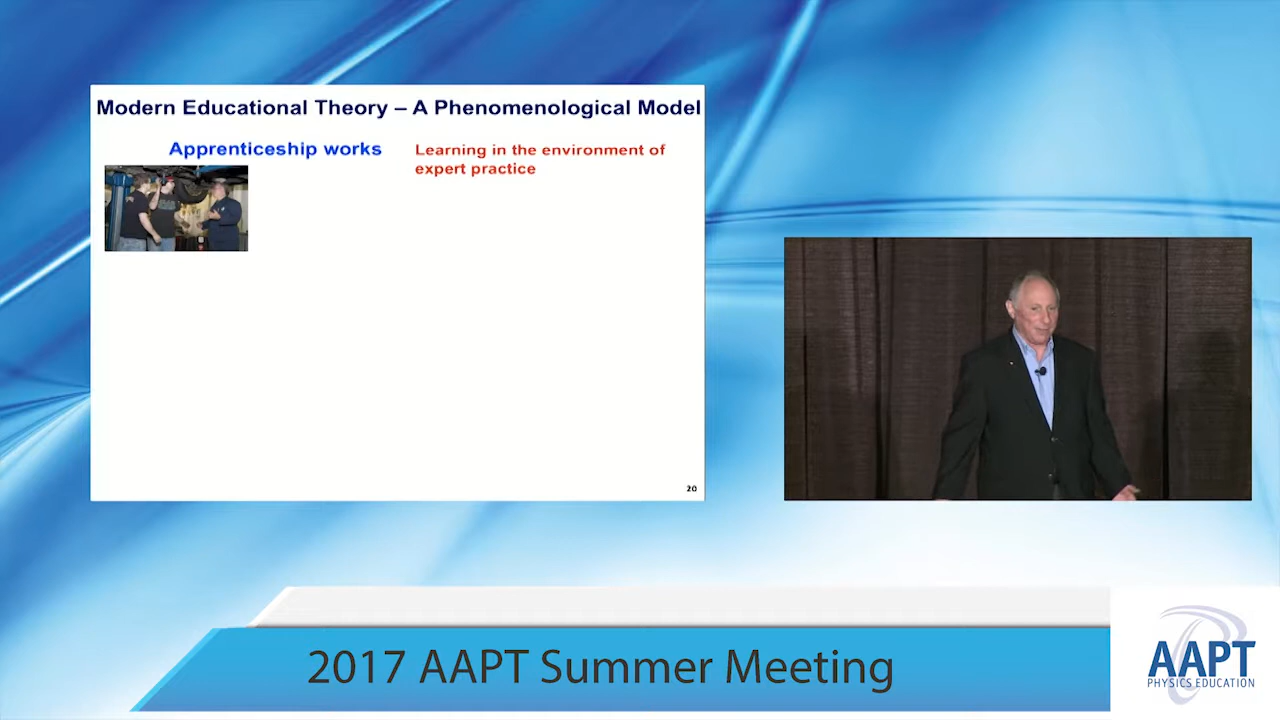 Modern Educational Theory – A Phenomenological Model
Apprenticeship works
Learning in the environment of
expert practice
20
2017 AAPT Summer Meeting
AAPT
PHYSICS EDUCATION